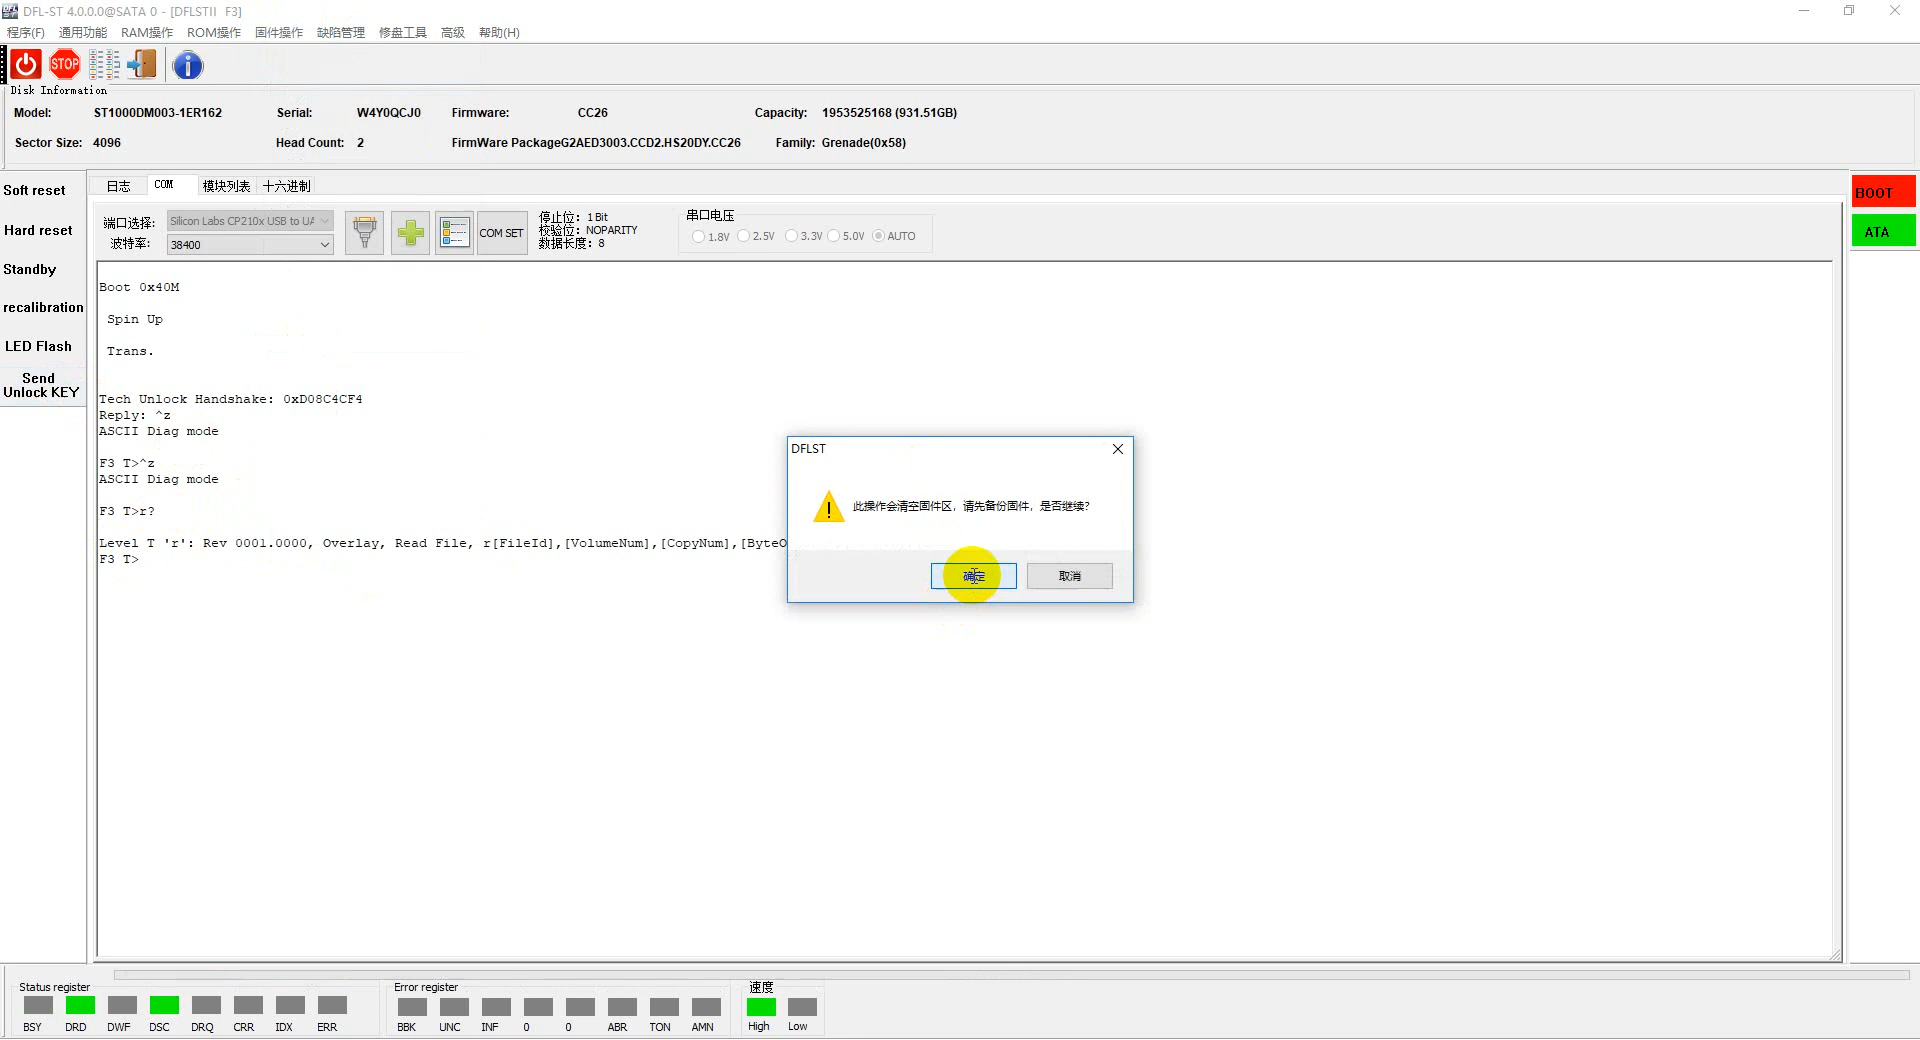 DFL-ST 4.0.0.0@SATA 0 - [DFLSTII  F3]
程序(F) 通用功能 RAM操作 ROM操作 固件操作 缺陷管理 修盘工具 高级 帮助(H)
STOP
Disk Information
Model: ST1000DM003-1ER162 Serial: W4Y0QCJ0 Firmware: CC26 Capacity: 1953525168 (931.51GB)
Sector Size: 4096 Head Count: 2 FirmWare PackageG2AED3003.CCD2.HS20DY.CC26 Family: Grenade(0x58)
Soft reset
Hard reset
Standby
recalibration
LED Flash
Send
Unlock KEY
日志 COM 模块列表 十六进制
端口选择: Silicon Labs CP210x USB to UA
波特率: 38400
COM SET
停止位: 1 Bit
校验位: NOPARITY
数据长度: 8
串口电压
1.8V 2.5V 3.3V 5.0V AUTO
BOOT
ATA
Boot 0x40M
Spin Up
Trans.
Tech Unlock Handshake: 0xD08C4CF4
Reply: ^z
ASCII Diag mode
F3 T>^z
ASCII Diag mode
F3 T>r?
Level T 'r': Rev 0001.0000, Overlay, Read File, r[FileId],[VolumeNum],[CopyNum],[ByteO
F3 T>
DFLST
此操作会清空固件区，请先备份固件，是否继续?
确定 取消
Status register
BSY DRD DWF DSC DRQ CRR IDX ERR
Error register
BBK UNC INF 0 0 ABR TON AMN
速度
High Low